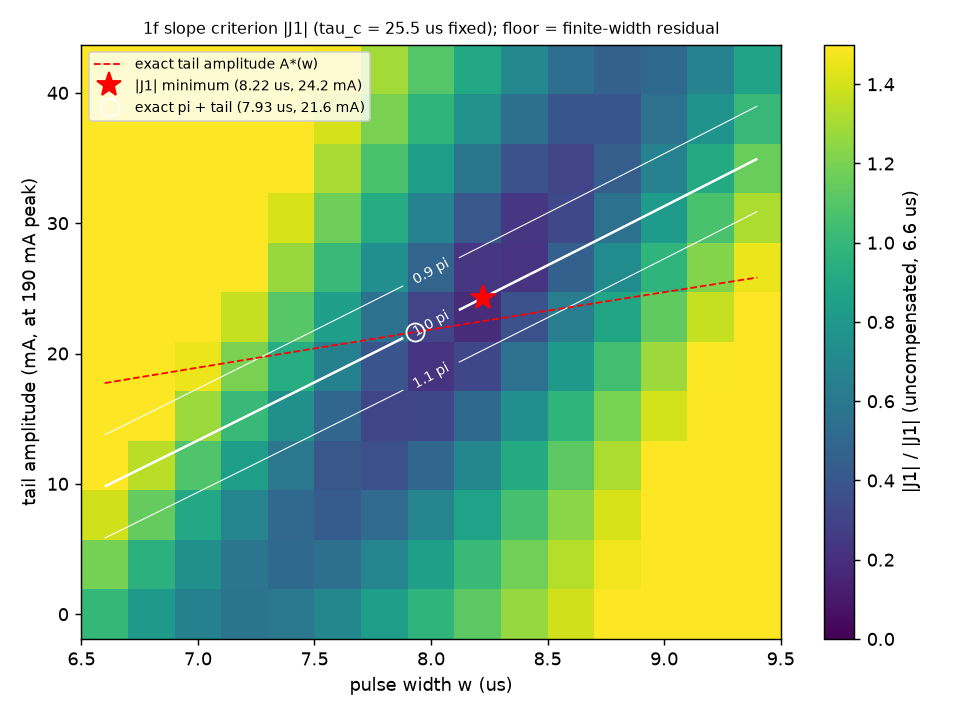 1f slope criterion |J1| (tau_c = 25.5 us fixed); floor = finite-width residual
exact tail amplitude A*(w)
|J1| minimum (8.22 us, 24.2 mA)
exact pi + tail (7.93 us, 21.6 mA)
tail amplitude (mA, at 190 mA peak)
40
30
20
10
0
0.9 pi
1.0 pi
1.1 pi
6.5
7.0
7.5
8.0
8.5
9.0
9.5
pulse width w (us)
1.4
1.2
1.0
0.8
0.6
0.4
0.2
0.0
|J1| / |J1| (uncompensated, 6.6 us)